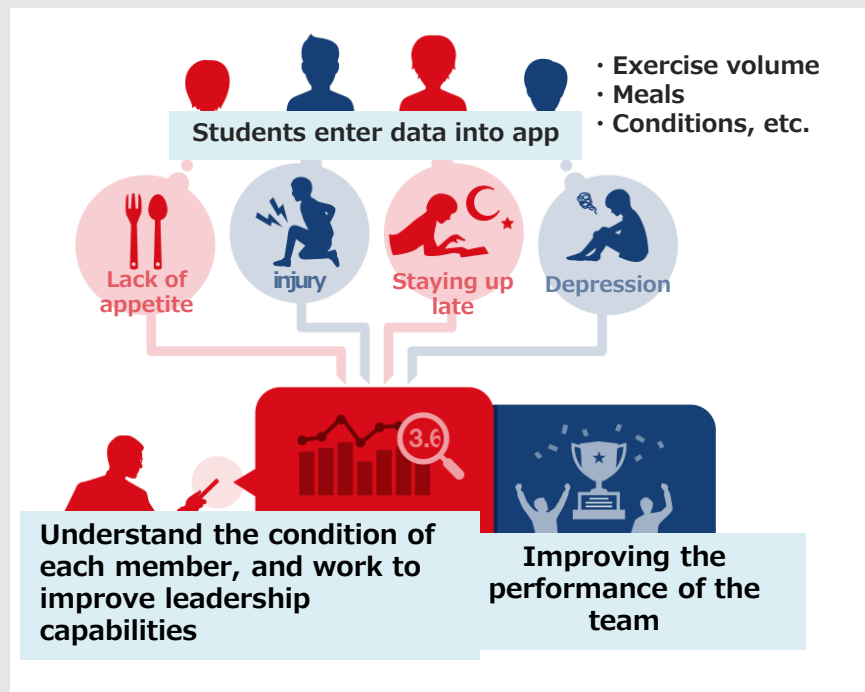 ・Exercise volume
・Meals
・Conditions, etc.
Students enter data into app
Lack of
appetite
injury
Staying up
late
Depression
3.6
Understand the condition of
each member, and work to
improve leadership
capabilities
Improving the
performance of the
team